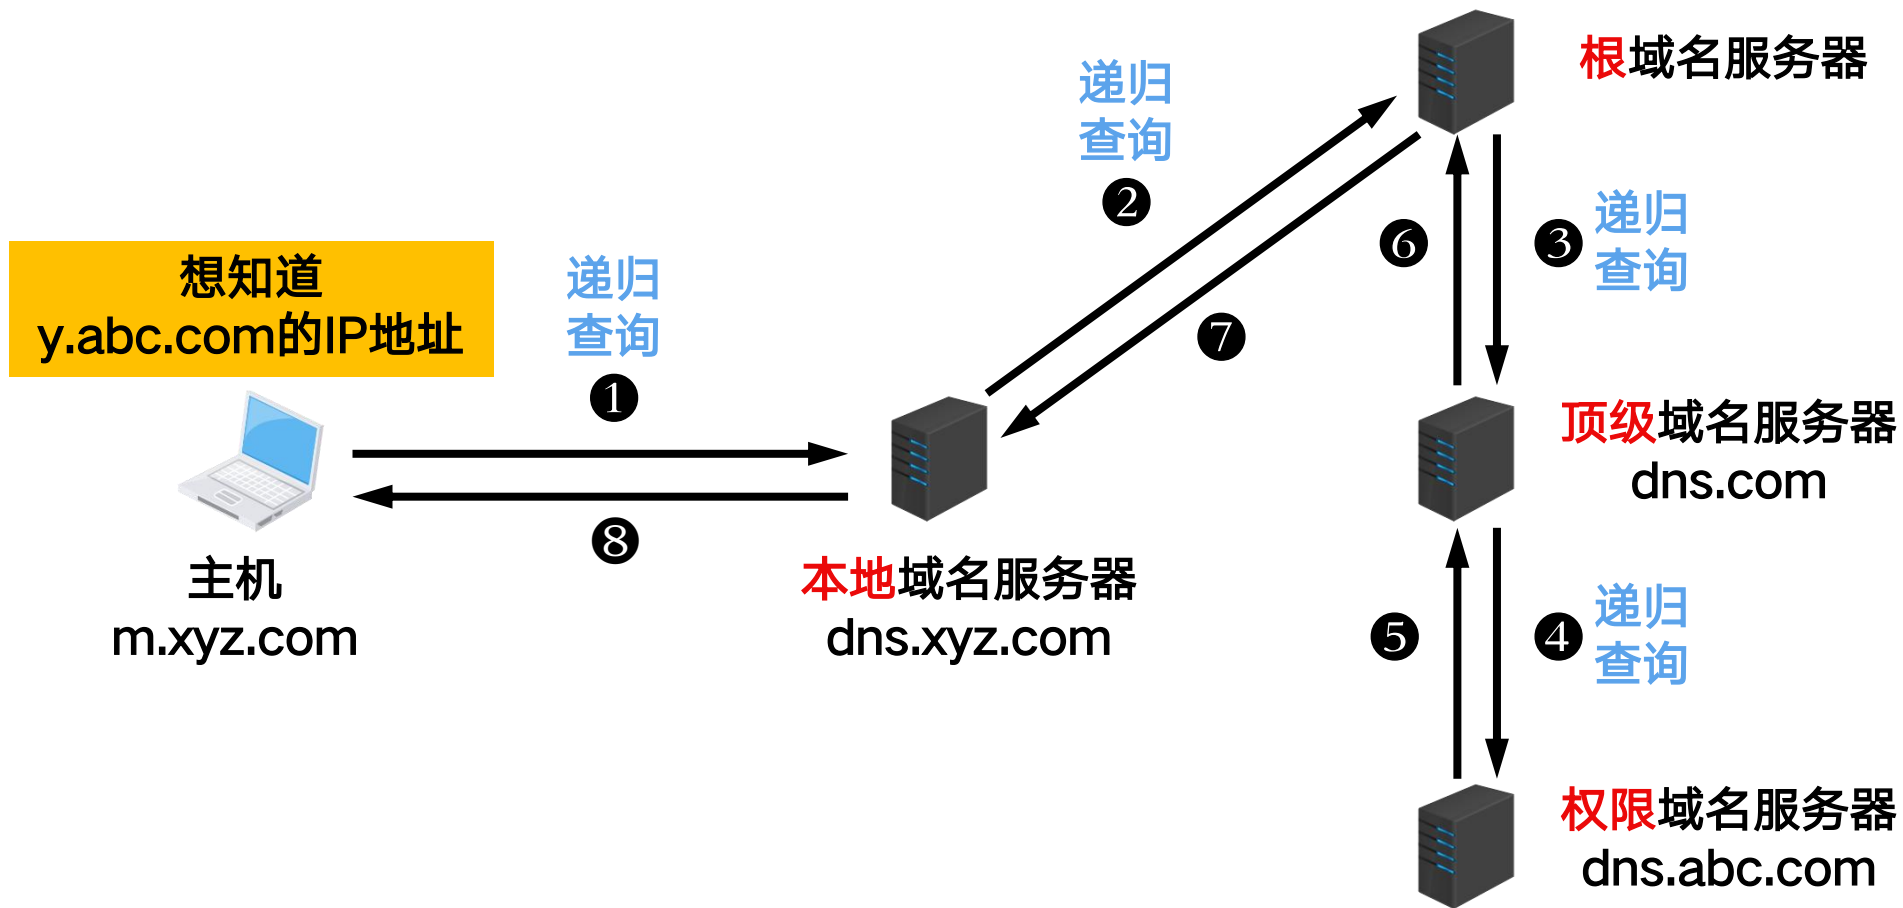 根域名服务器
递归
查询
❷
递归
❸
查询
❻
想知道
y.abc.com的IP地址
递归
查询
❶
❼
顶级域名服务器
dns.com
❽
主机
m.xyz.com
本地域名服务器
dns.xyz.com
递归
查询
❹
❺
权限域名服务器
dns.abc.com